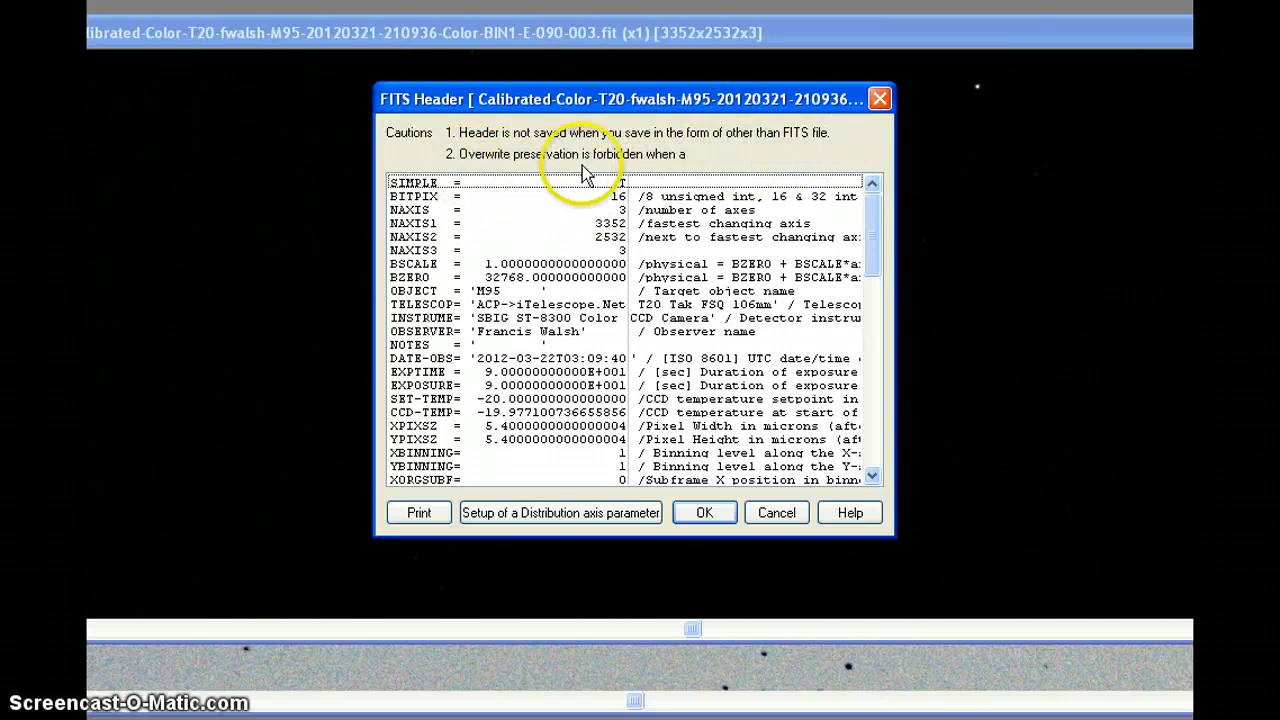 librated-Color-T20-fwalsh-M95-20120321-210936-Color-BIN1-E-090-003.fit (x1) [3352x2532x3]
FITS Header [ Calibrated-Color-T20-fwalsh-M95-20120321-210936...
Cautions 1. Header is not saved when you save in the form of other than FITS file.
2. Overwrite preservation is forbidden when a
SIMPLE = T
BITPIX = 16 /8 unsigned int, 16 & 32 int
NAXIS = 3 /number of axes
NAXIS1 = 3352 /fastest changing axis
NAXIS2 = 2532 /next to fastest changing ax
NAXIS3 = 3
BSCALE = 1.0000000000000000 /physical = BZERO + BSCALE*a
BZERO = 32768.000000000000 /physical = BZERO + BSCALE*a
OBJECT = 'M95 ' / Target object name
TELESCOP= 'ACP->iTelescope.Net T20 Tak FSQ 106mm' / Telesco
INSTRUME= 'SBIG ST-8300 Color CCD Camera' / Detector instru
OBSERVER= 'Francis Walsh' / Observer name
NOTES = ' '
DATE-OBS= '2012-03-22T03:09:40' / [ISO 8601] UTC date/time
EXPTIME = 9.00000000000E+001 / [sec] Duration of exposure
EXPOSURE= 9.00000000000E+001 / [sec] Duration of exposure
SET-TEMP= -20.000000000000 /CCD temperature setpoint in
CCD-TEMP= -19.977100736655856 /CCD temperature at start of
XPIXSZ = 5.4000000000000004 /Pixel Width in microns (aft
YPIXSZ = 5.4000000000000004 /Pixel Height in microns (af
XBINNING= 1 / Binning level along the X-
YBINNING= 1 / Binning level along the Y-
XORGSUBF= 0 /Subframe X position in binn
Print Setup of a Distribution axis parameter OK Cancel Help
Screencast-O-Matic.com